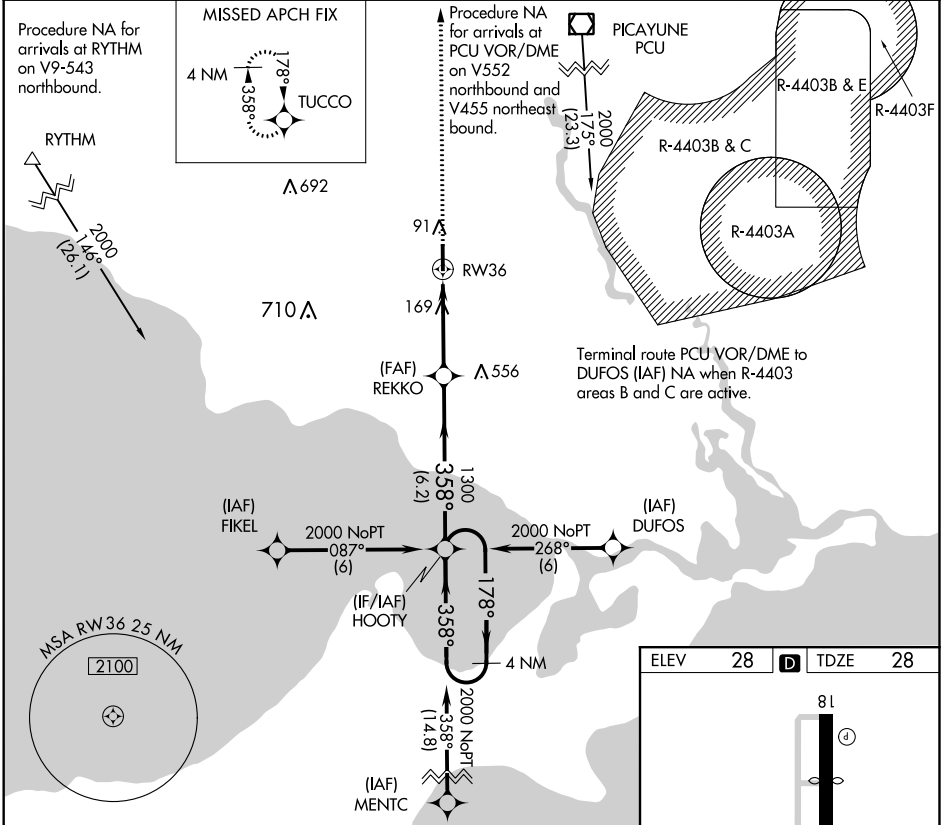 Procedure NA for
arrivals at RYTHM
on V9-543
northbound.
MISSED APCH FIX
4 NM
178°
358°
TUCCO
Procedure NA
for arrivals at
PCU VOR/DME
on V552
northbound and
V455 northeast
bound.
PICAYUNE
PCU
2000
175°
(23.3)
R-4403B & E
R-4403F
R-4403B & C
R-4403A
RYTHM
2000
146°
(26.1)
692
91
RW36
710
169
(FAF)
REKKO
556
Terminal route PCU VOR/DME to
DUFOS (IAF) NA when R-4403
areas B and C are active.
1300
358°
(6.2)
(IAF)
FIKEL
2000 NoPT
087°
(6)
2000 NoPT
268°
(6)
(IAF)
DUFOS
(IF/IAF)
HOOTY
358°
178°
4 NM
2000 NoPT
358°
(14.8)
(IAF)
MENTC
MSA RW36 25 NM
2100
ELEV 28 D TDZE 28
18
P